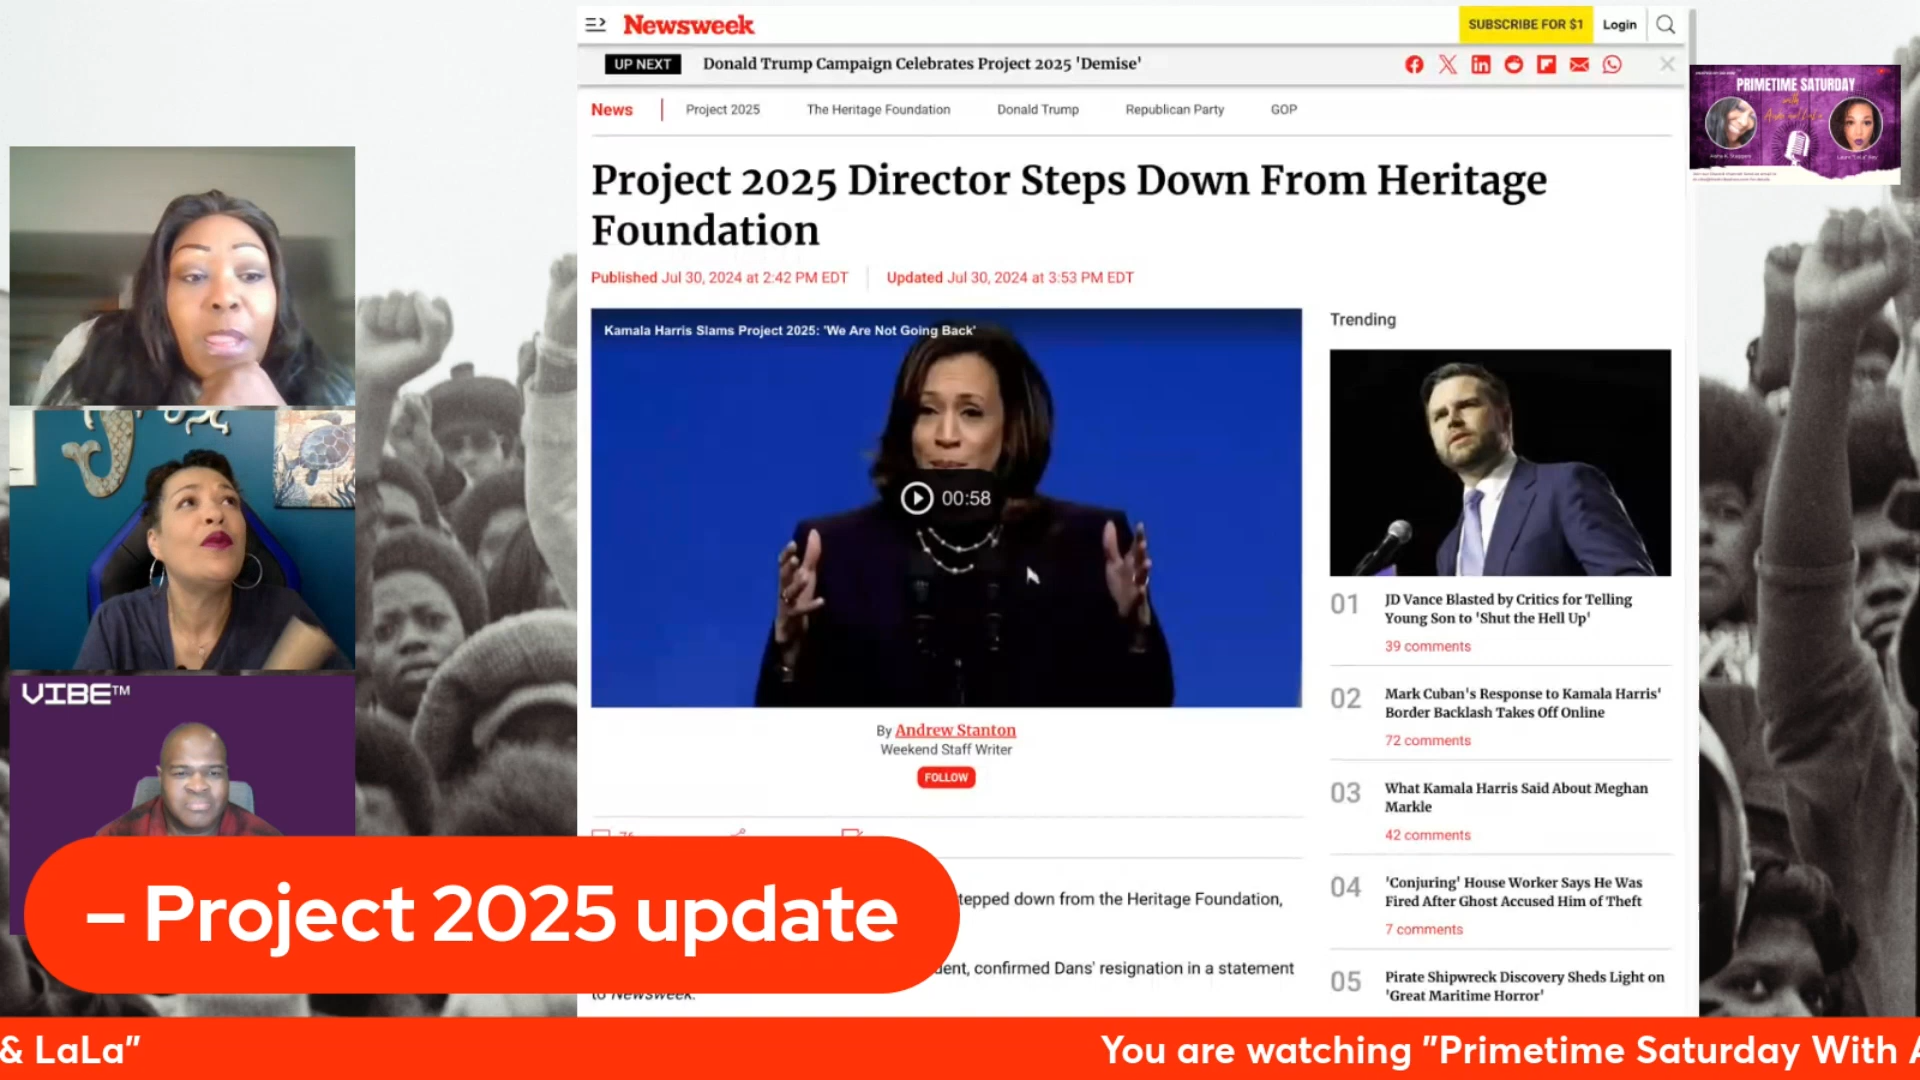 Newsweek
SUBSCRIBE FOR $1
Login
UP NEXT
Donald Trump Campaign Celebrates Project 2025 'Demise'
News
Project 2025
The Heritage Foundation
Donald Trump
Republican Party
GOP
Project 2025 Director Steps Down From Heritage
Foundation
Published Jul 30, 2024 at 2:42 PM EDT
Updated Jul 30, 2024 at 3:53 PM EDT
Kamala Harris Slams Project 2025: 'We Are Not Going Back'
00:58
By Andrew Stanton
Weekend Staff Writer
FOLLOW
tepped down from the Heritage Foundation,
dent, confirmed Dans' resignation in a statement
to Newsweek.
Trending
01
JD Vance Blasted by Critics for Telling
Young Son to 'Shut the Hell Up'
39 comments
02
Mark Cuban's Response to Kamala Harris'
Border Backlash Takes Off Online
72 comments
03
What Kamala Harris Said About Meghan
Markle
42 comments
04
'Conjuring' House Worker Says He Was
Fired After Ghost Accused Him of Theft
7 comments
05
Pirate Shipwreck Discovery Sheds Light on
'Great Maritime Horror'
PRIMETIME SATURDAY
with
VIBE™
– Project 2025 update
& LaLa"
You are watching "Primetime Saturday With A